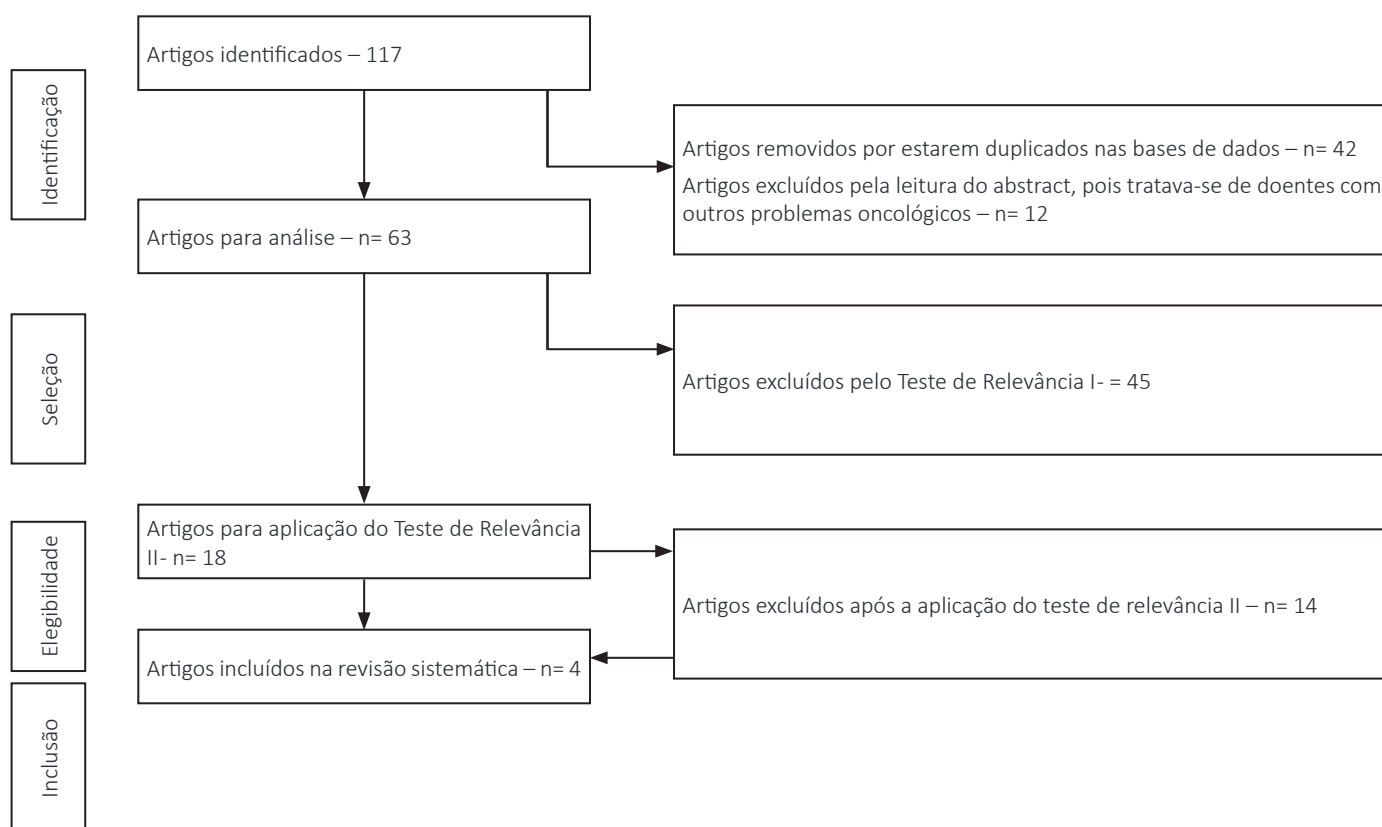 Identificação
Artigos identificados – 117
Artigos removidos por estarem duplicados nas bases de dados – n= 42
Artigos excluídos pela leitura do abstract, pois tratava-se de doentes com
outros problemas oncológicos – n= 12
Artigos para análise – n= 63
Seleção
Artigos excluídos pelo Teste de Relevância I- = 45
Elegibilidade
Artigos para aplicação do Teste de Relevância
II- n= 18
Artigos excluídos após a aplicação do teste de relevância II – n= 14
Artigos incluídos na revisão sistemática – n= 4
Inclusão